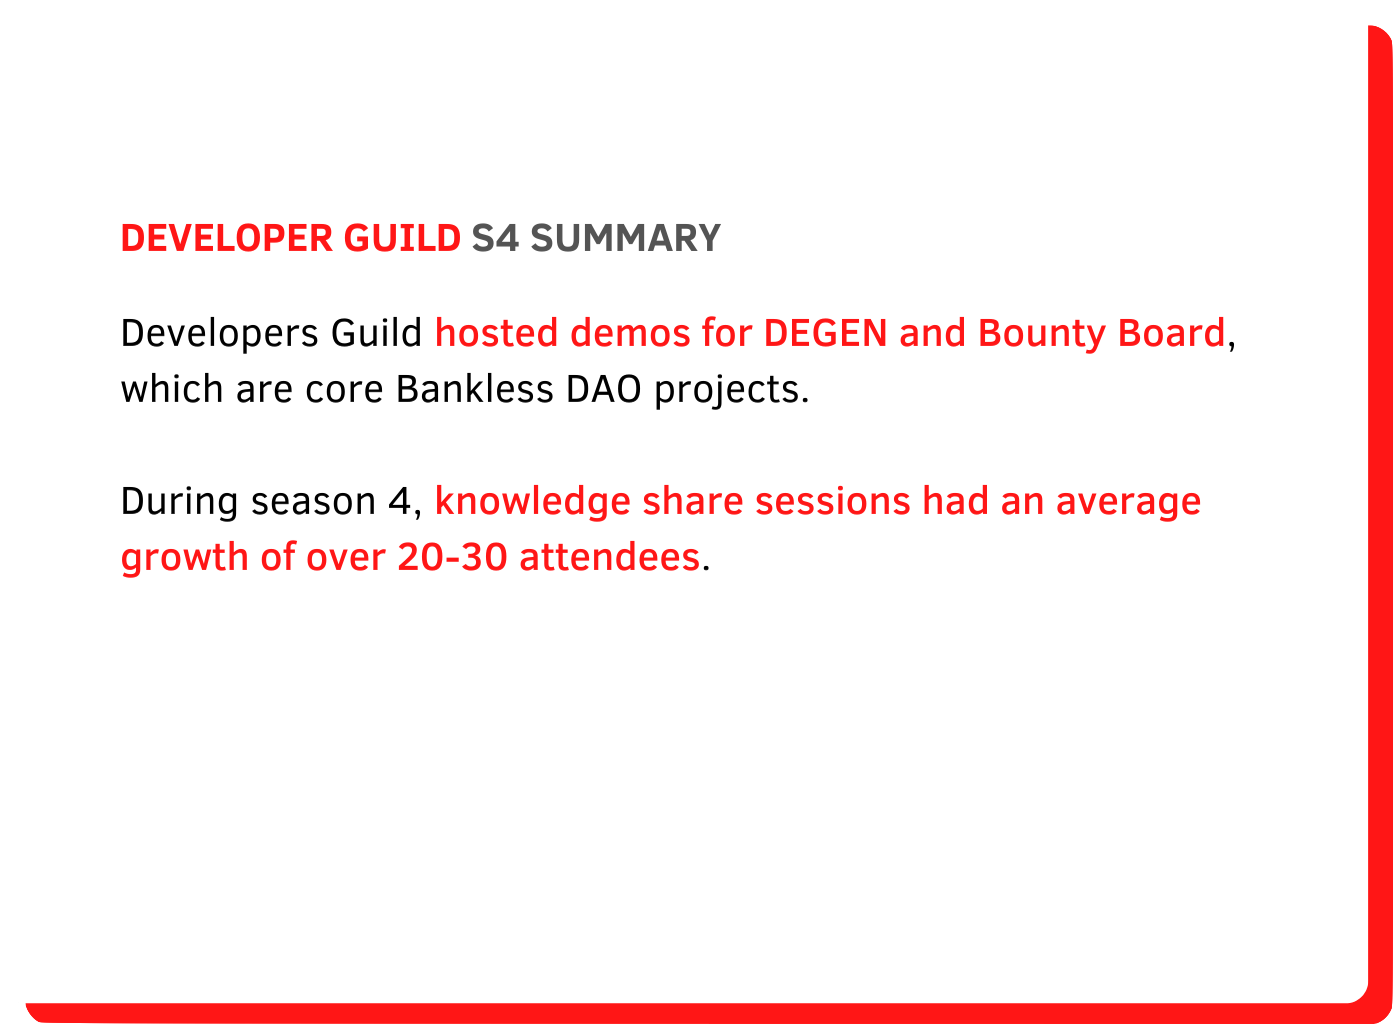 DEVELOPER GUILD S4 SUMMARY
Developers Guild hosted demos for DEGEN and Bounty Board,
which are core Bankless DAO projects.
During season 4, knowledge share sessions had an average
growth of over 20-30 attendees.